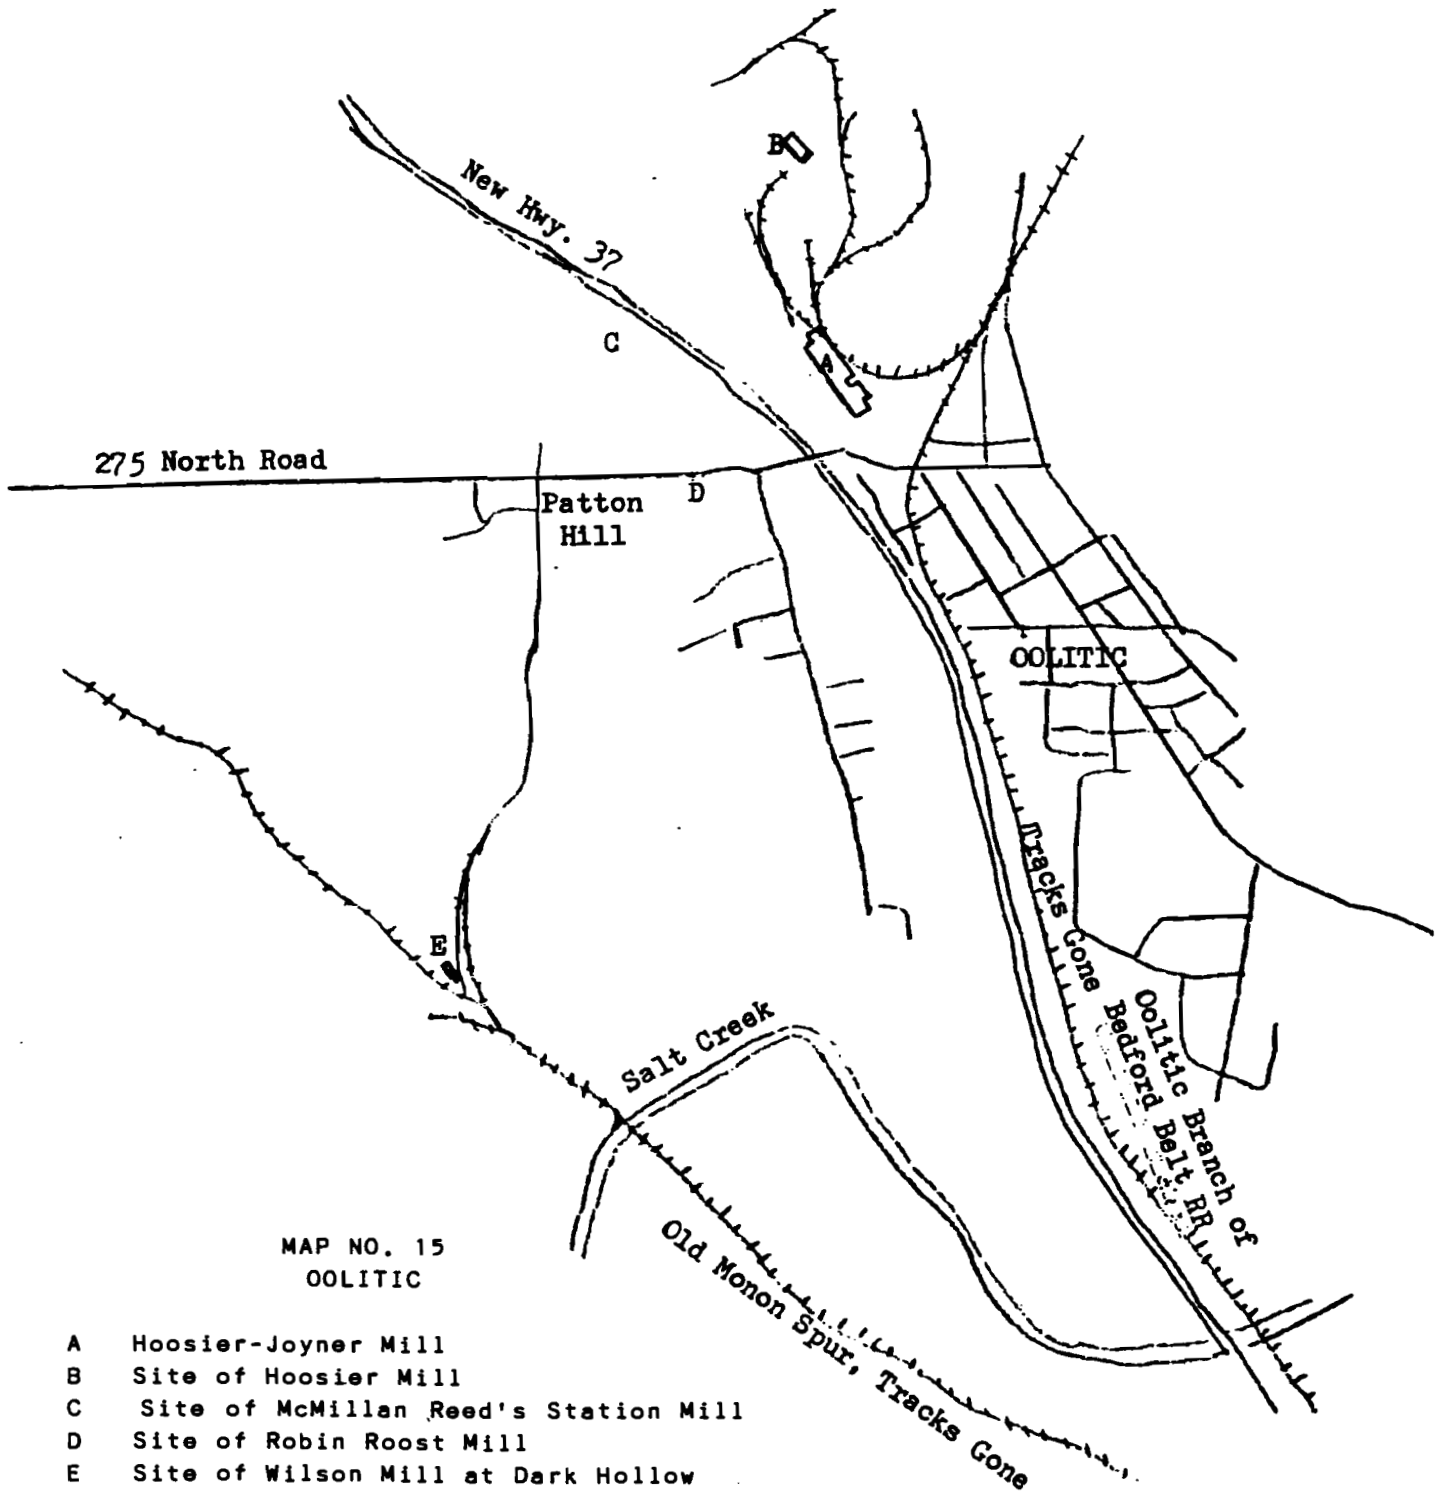 B
New Hwy. 37
C
A
275 North Road
D
Patton
Hill
OOLITIC
Tracks Gone
E
Oolitic Branch of
Bedford Belt RR
Salt Creek
Old Monon Spur, Tracks Gone
MAP NO. 15
OOLITIC
A Hoosier-Joyner Mill
B Site of Hoosier Mill
C Site of McMillan Reed's Station Mill
D Site of Robin Roost Mill
E Site of Wilson Mill at Dark Hollow